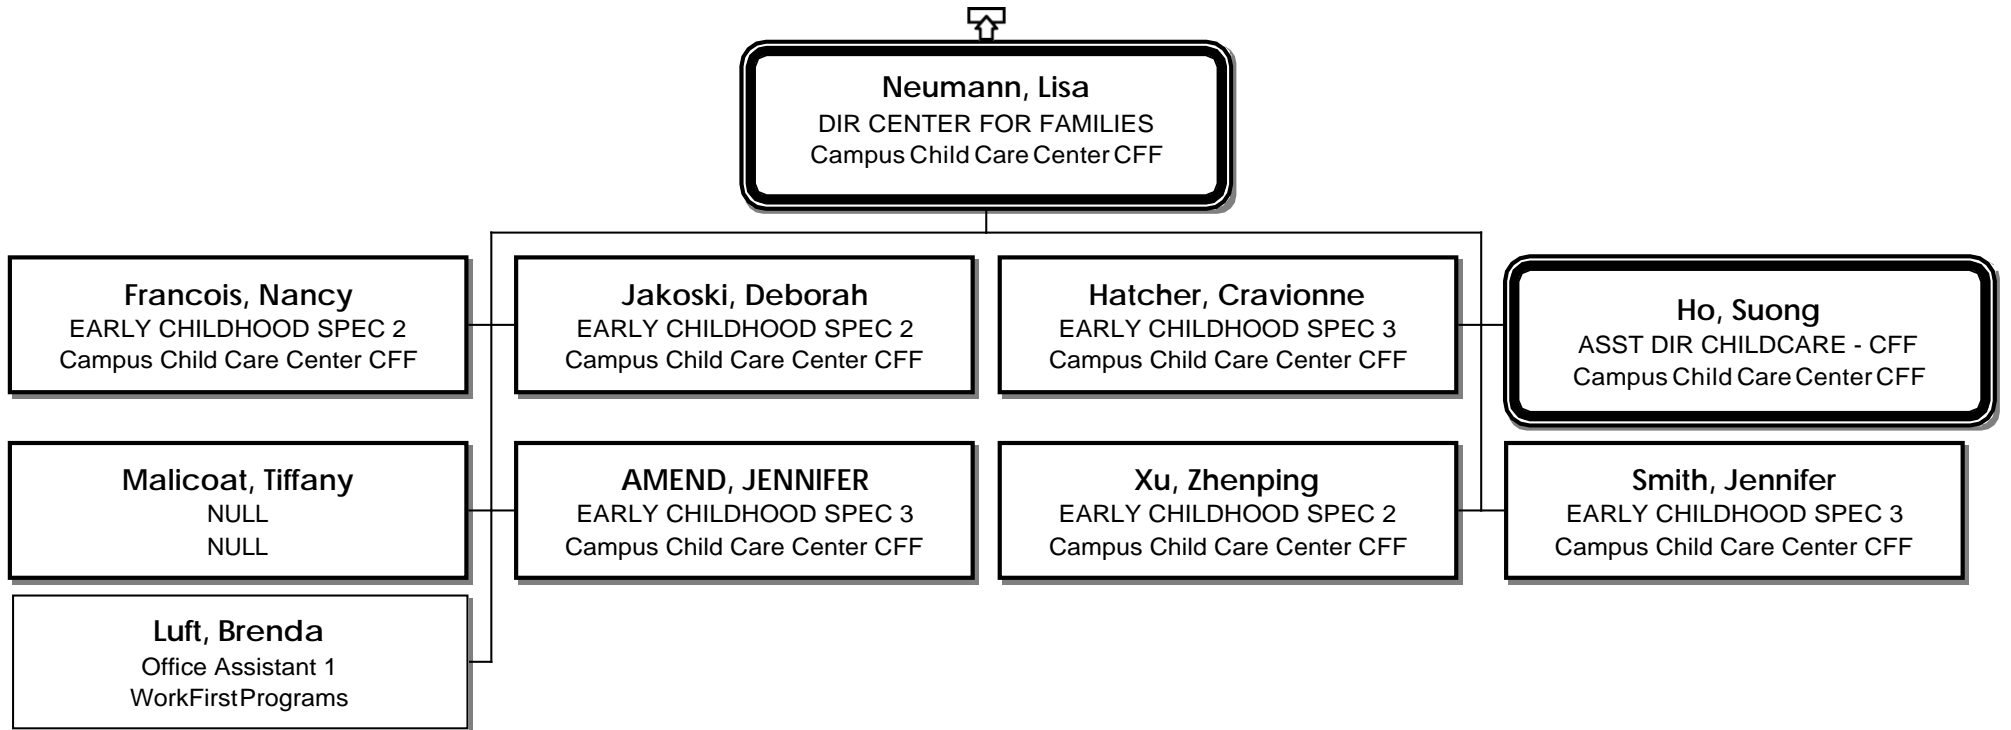 Neumann, Lisa
DIR CENTER FOR FAMILIES
Campus Child Care Center CFF
Francois, Nancy
EARLY CHILDHOOD SPEC 2
Campus Child Care Center CFF
Jakoski, Deborah
EARLY CHILDHOOD SPEC 2
Campus Child Care Center CFF
Hatcher, Cravionne
EARLY CHILDHOOD SPEC 3
Campus Child Care Center CFF
Ho, Suong
ASST DIR CHILDCARE - CFF
Campus Child Care Center CFF
Malicoat, Tiffany
NULL
NULL
AMEND, JENNIFER
EARLY CHILDHOOD SPEC 3
Campus Child Care Center CFF
Xu, Zhenping
EARLY CHILDHOOD SPEC 2
Campus Child Care Center CFF
Smith, Jennifer
EARLY CHILDHOOD SPEC 3
Campus Child Care Center CFF
Luft, Brenda
Office Assistant 1
WorkFirstPrograms